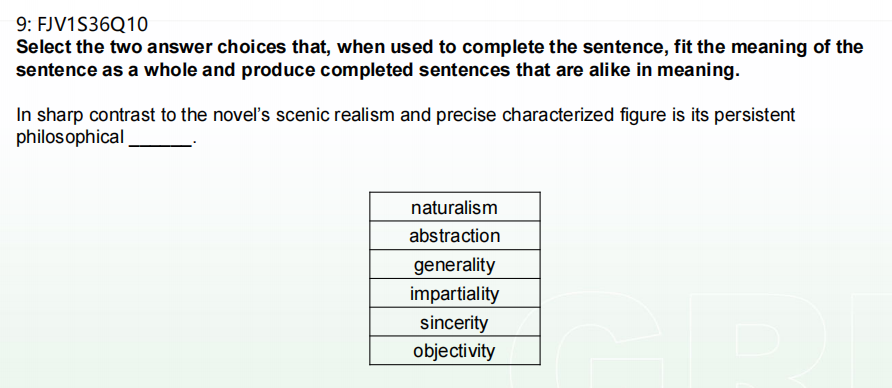 9: FJV1S36Q10
Select the two answer choices that, when used to complete the sentence, fit the meaning of the
sentence as a whole and produce completed sentences that are alike in meaning.
In sharp contrast to the novel's scenic realism and precise characterized figure is its persistent
philosophical ______.
naturalism
abstraction
generality
impartiality
sincerity
objectivity